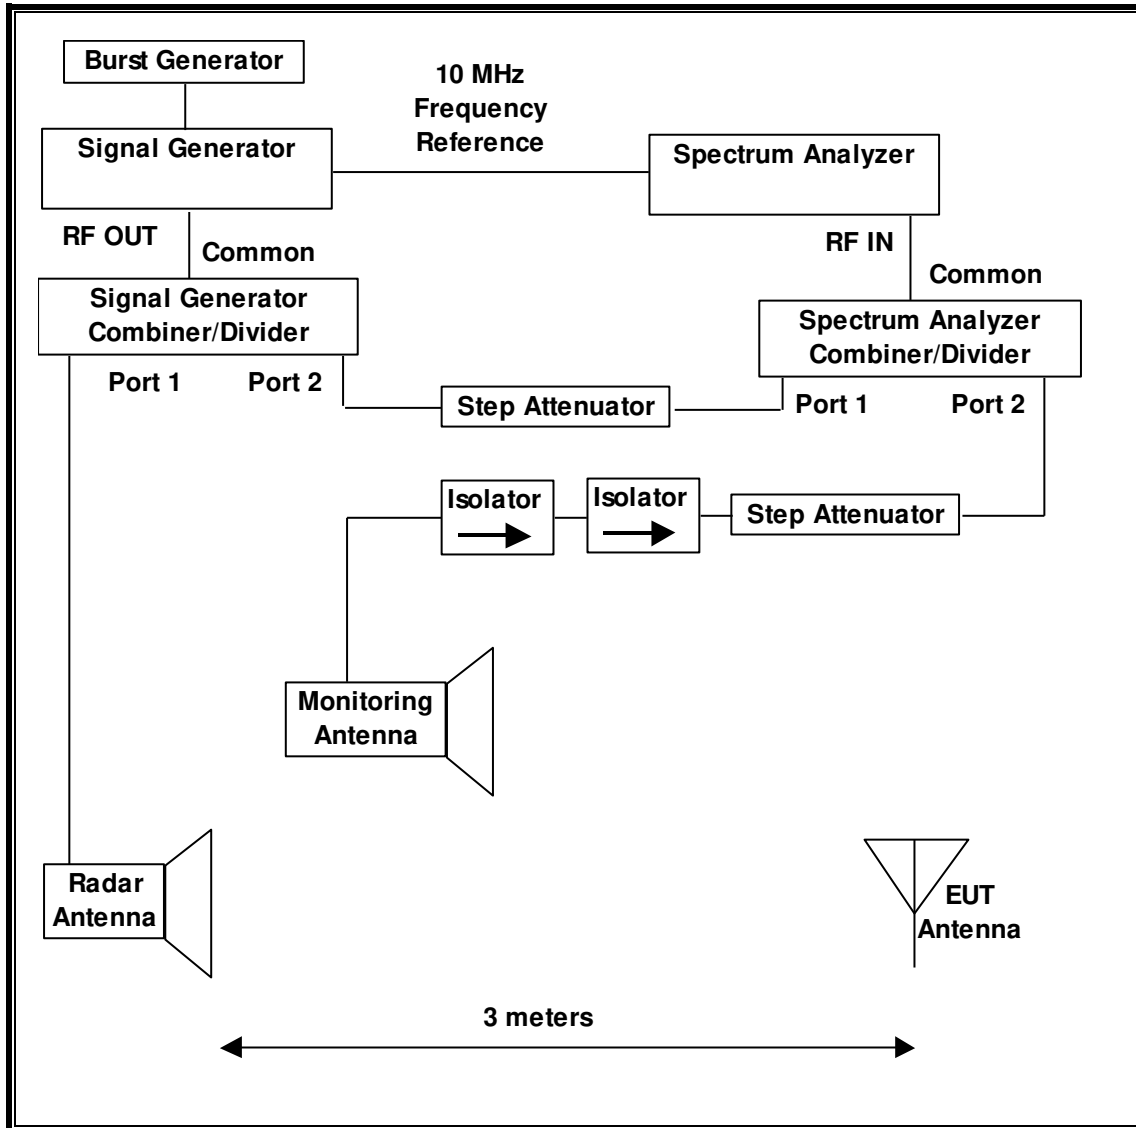 Burst Generator
10 MHz
Frequency
Reference
Signal Generator
Spectrum Analyzer
RF OUT
Common
RF IN
Common
Signal Generator
Combiner/Divider
Spectrum Analyzer
Combiner/Divider
Port 1
Port 2
Step Attenuator
Port 1
Port 2
Isolator
Isolator
Step Attenuator
Monitoring
Antenna
Radar
Antenna
EUT
Antenna
3 meters